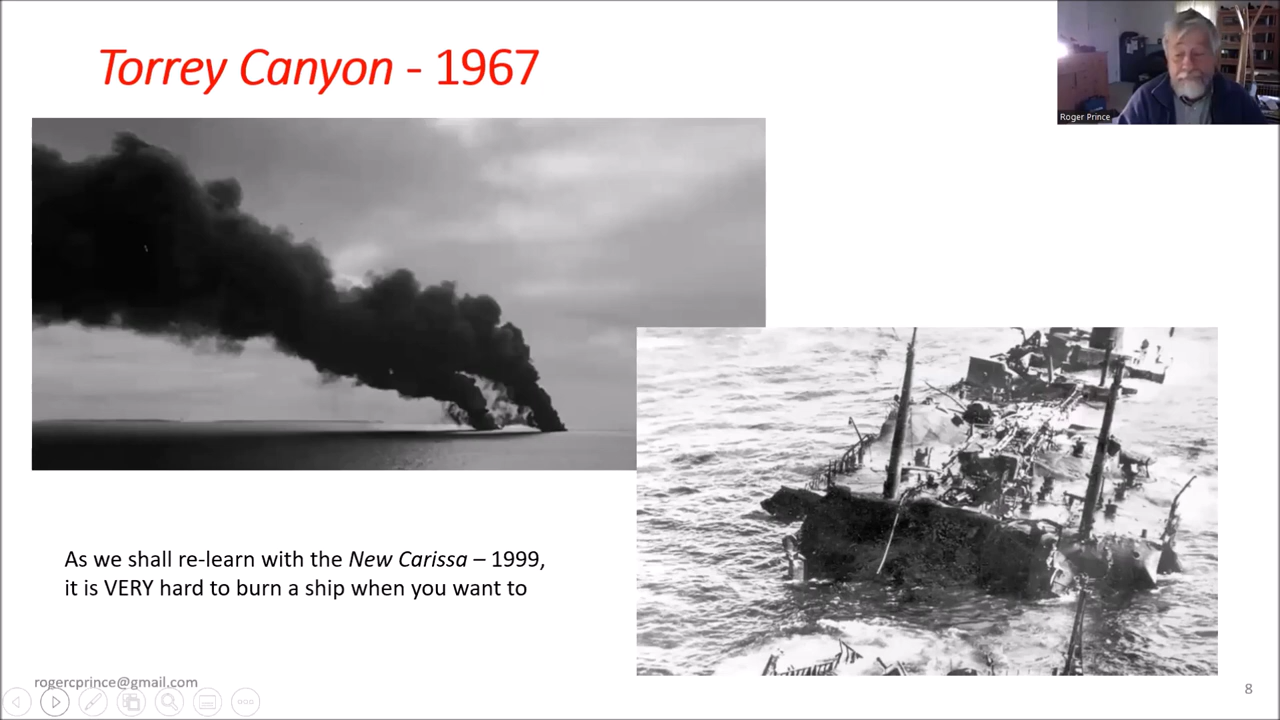 Torrey Canyon - 1967
Roger Prince
As we shall re-learn with the New Carissa – 1999,
it is VERY hard to burn a ship when you want to
rogercprince@gmail.com
8